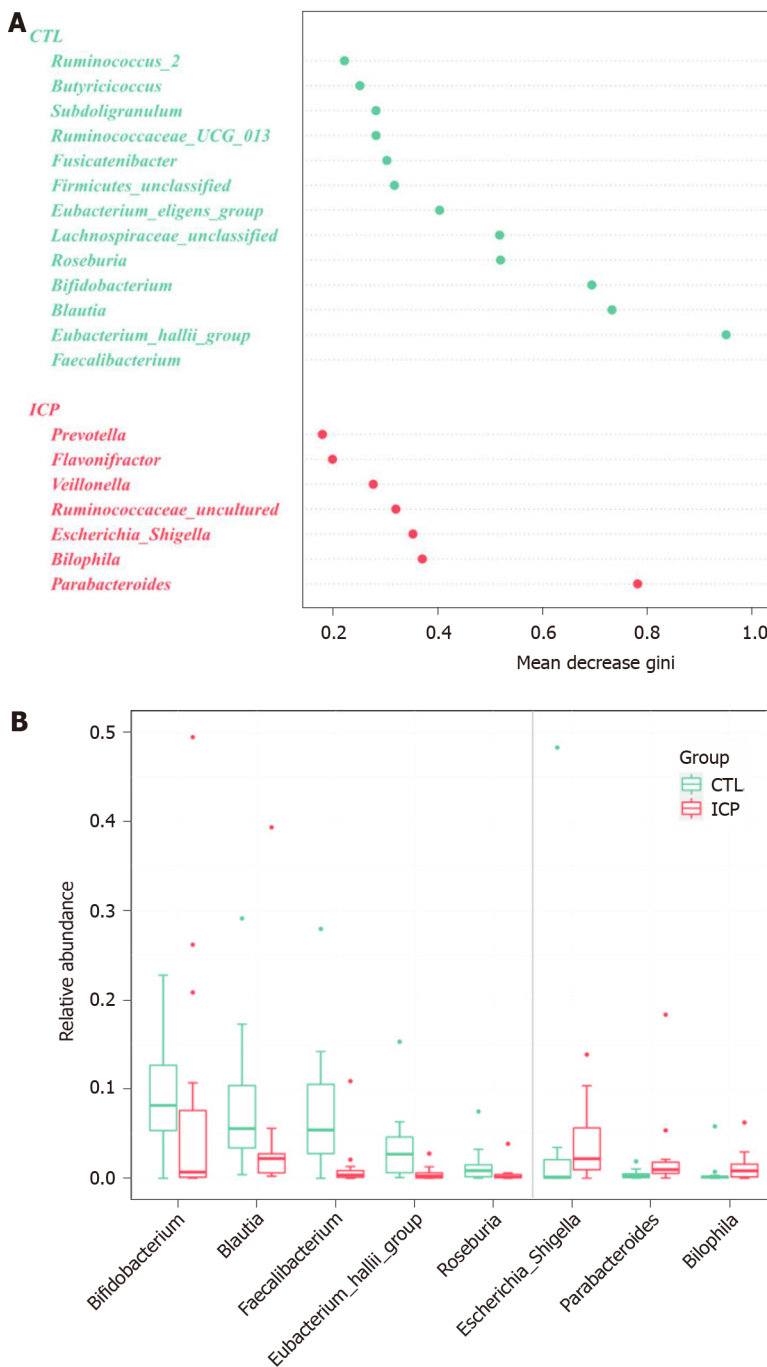 A
CTL
Ruminococcus_2
Butyricicoccus
Subdoligranulum
Ruminococcaceae_UCG_013
Fusicatenibacter
Firmicutes_unclassified
Eubacterium_eligens_group
Lachnospiraceae_unclassified
Roseburia
Bifidobacterium
Blautia
Eubacterium_hallii_group
Faecalibacterium
ICP
Prevotella
Flavonifractor
Veillonella
Ruminococcaceae_uncultured
Escherichia_Shigella
Bilophila
Parabacteroides
0.2 0.4 0.6 0.8 1.0
Mean decrease gini
B
Relative abundance
0.5
0.4
0.3
0.2
0.1
0.0
Group
CTL
ICP
Bifidobacterium
Blautia
Faecalibacterium
Eubacterium_hallii_group
Roseburia
Escherichia_Shigella
Parabacteroides
Bilophila